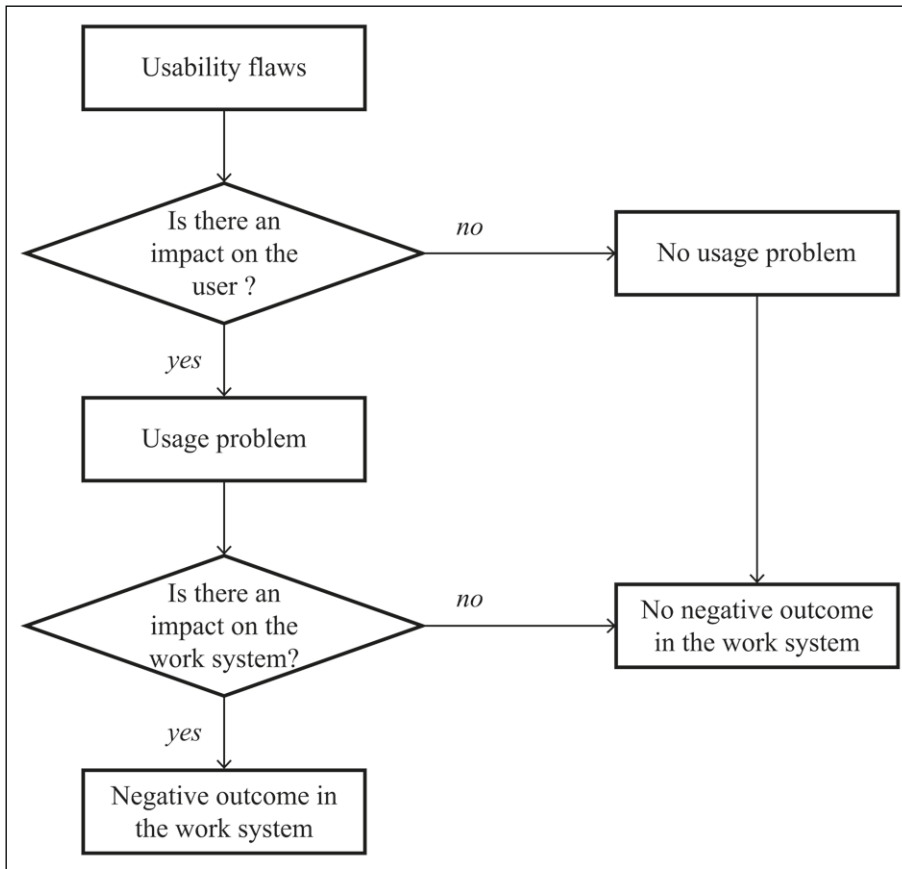 Usability flaws
Is there an
impact on the
user ?
no
No usage problem
yes
Usage problem
Is there an
impact on the
work system?
no
No negative outcome
in the work system
yes
Negative outcome in
the work system